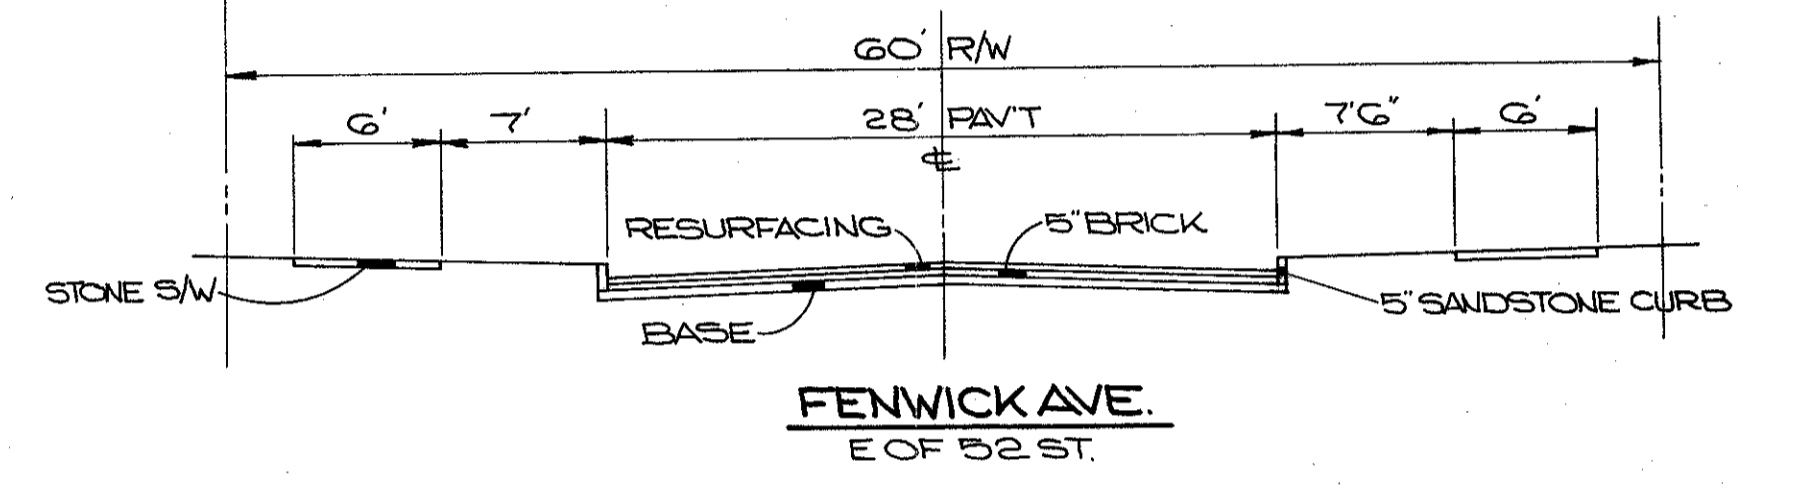 60' R/W
6' 7' 28' PAV'T 7'6" 6'
℄
RESURFACING 5" BRICK
STONE S/W 5" SANDSTONE CURB
BASE
FENWICK AVE.
E OF 52 ST.